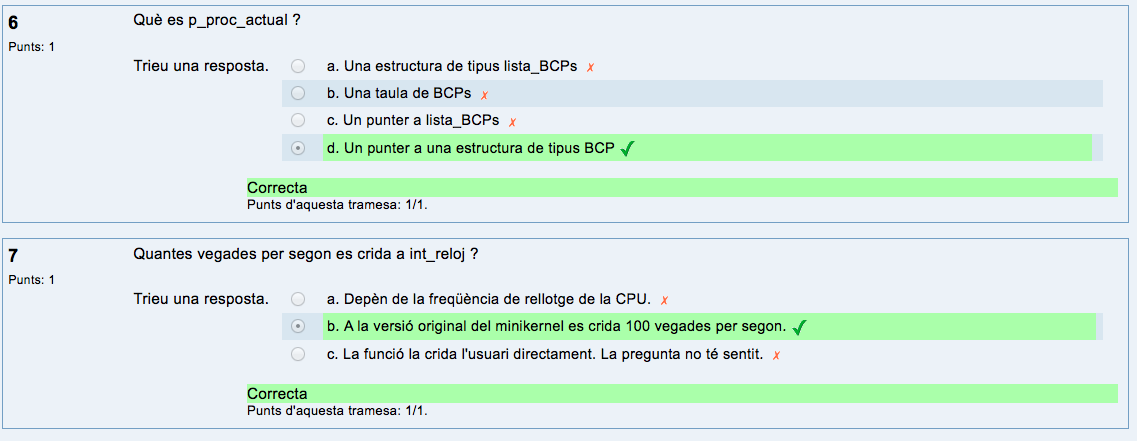 6
Què es p_proc_actual ?
Punts: 1
Trieu una resposta.
a. Una estructura de tipus lista_BCPs ✗
b. Una taula de BCPs ✗
c. Un punter a lista_BCPs ✗
d. Un punter a una estructura de tipus BCP ✓
Correcta
Punts d'aquesta tramesa: 1/1.
7
Quantes vegades per segon es crida a int_reloj ?
Punts: 1
Trieu una resposta.
a. Depèn de la freqüència de rellotge de la CPU. ✗
b. A la versió original del minikernel es crida 100 vegades per segon. ✓
c. La funció la crida l'usuari directament. La pregunta no té sentit. ✗
Correcta
Punts d'aquesta tramesa: 1/1.